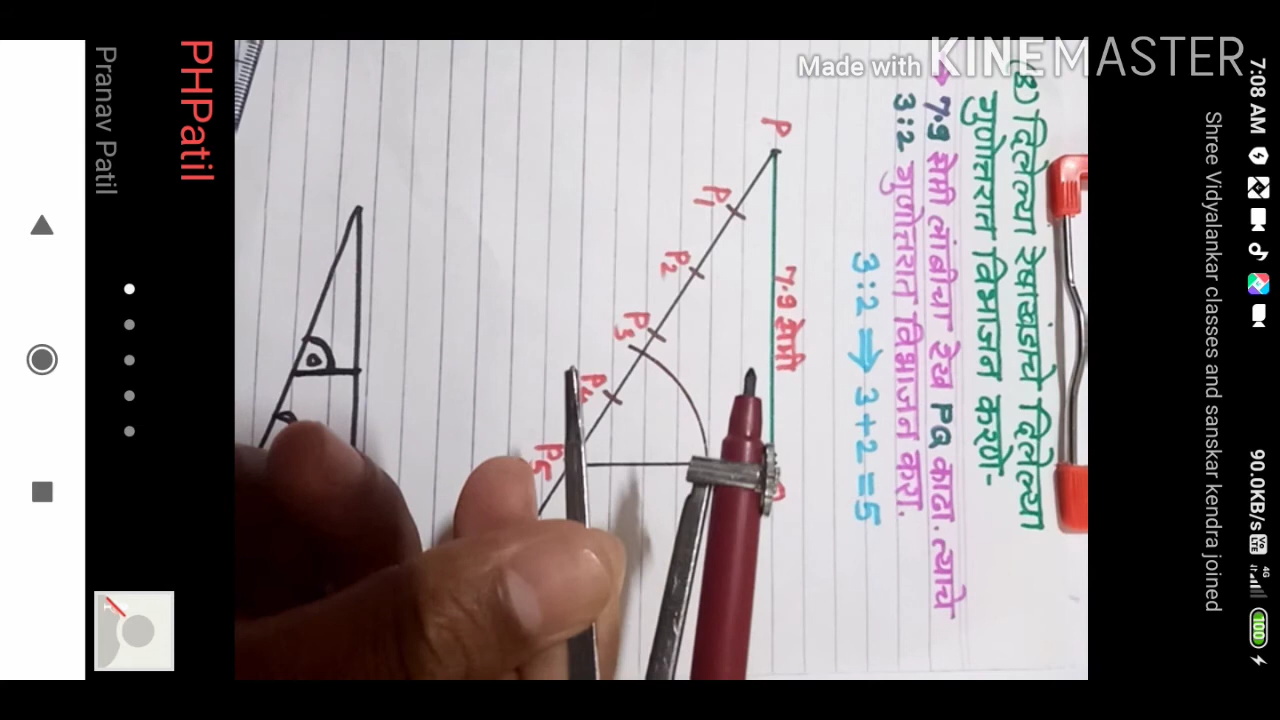 Made with KINEMASTER
7:08 AM
90.0KB/s
4G
100
Shree Vidyalankar classes and sanskar kendra joined
(8) दिलेल्या रेषाखंडाचे दिलेल्या
गुणोत्तरात विभाजन करणे-
→ 7.9 सेमी लांबीचा रेख PQ काढा. त्याचे
3:2 गुणोत्तरात विभाजन करा.
3:2 ⇒ 3+2=5
P
7.9 सेमी
P1
P2
P3
P4
P5
PHPatil
Pranav Patil